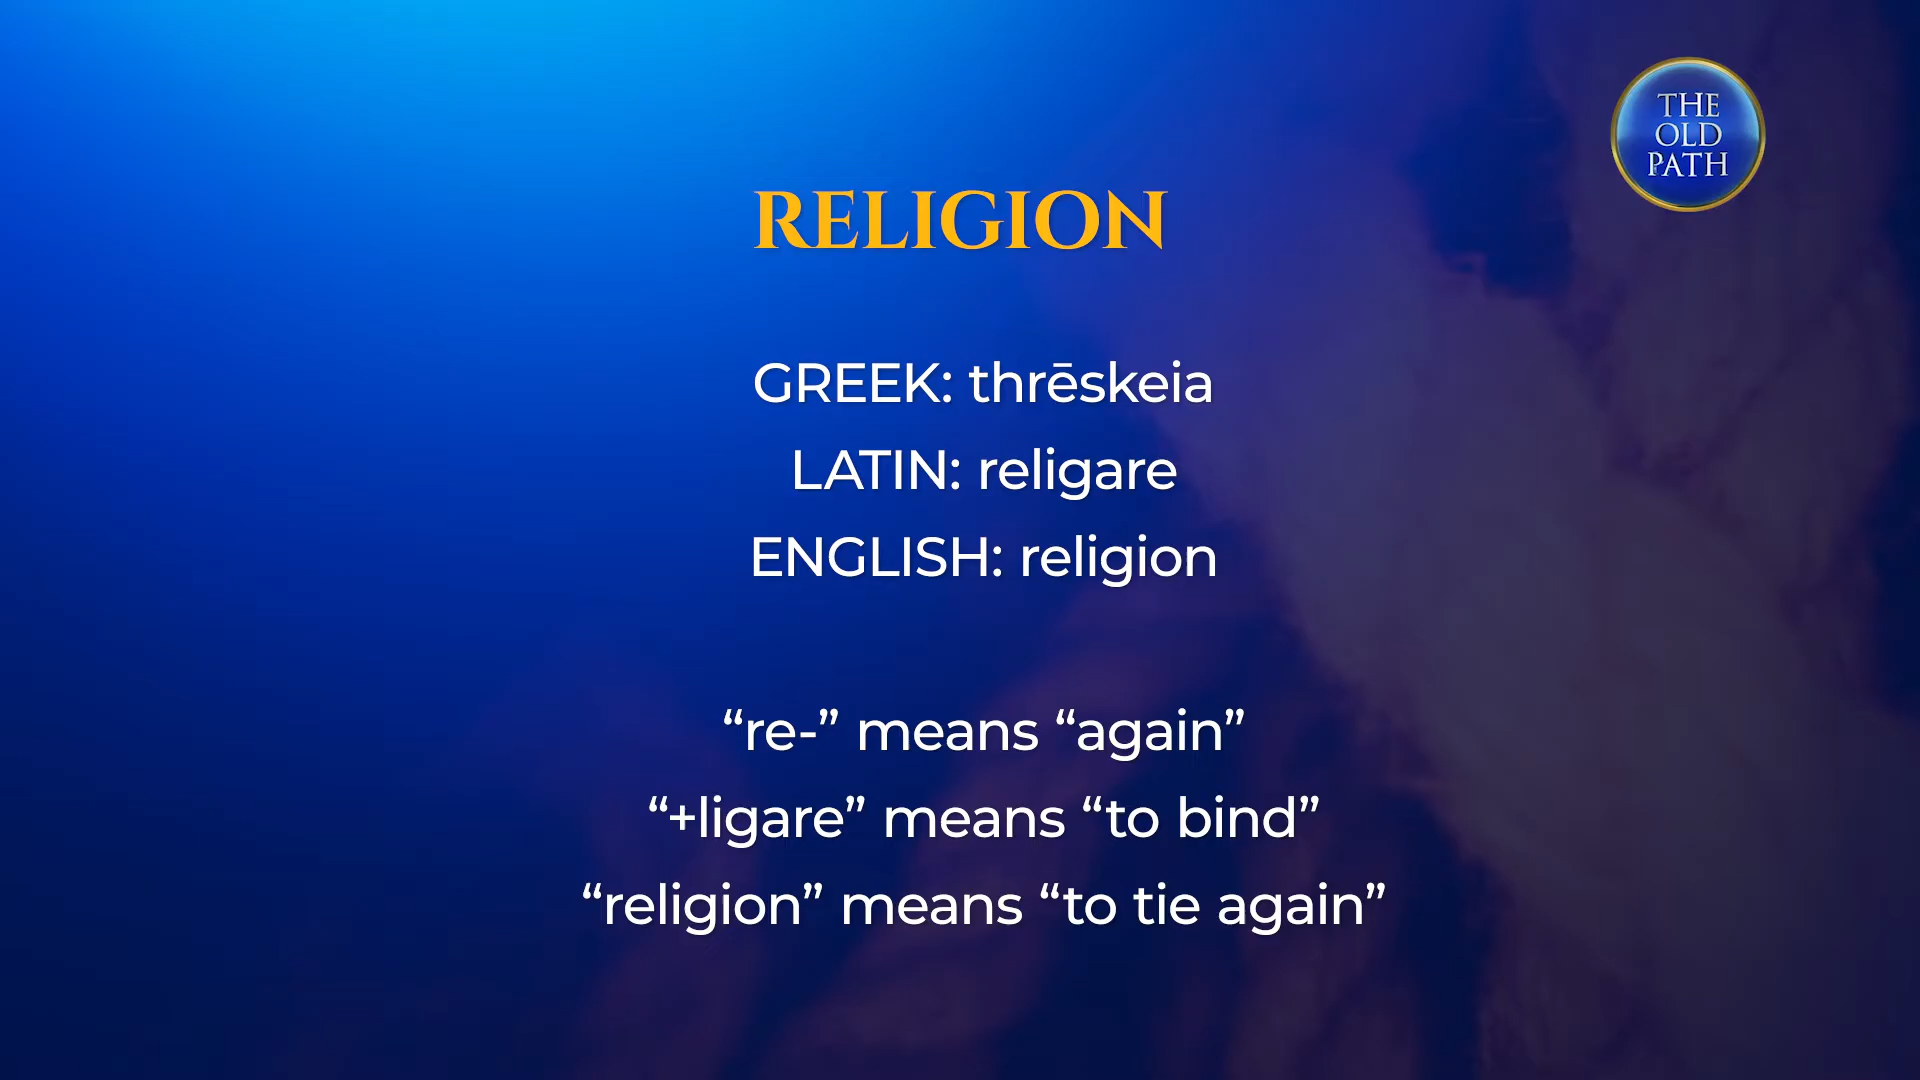 THE
OLD
PATH
RELIGION
GREEK: thrēskeia
LATIN: religare
ENGLISH: religion
“re-” means “again”
“+ligare” means “to bind”
“religion” means “to tie again”